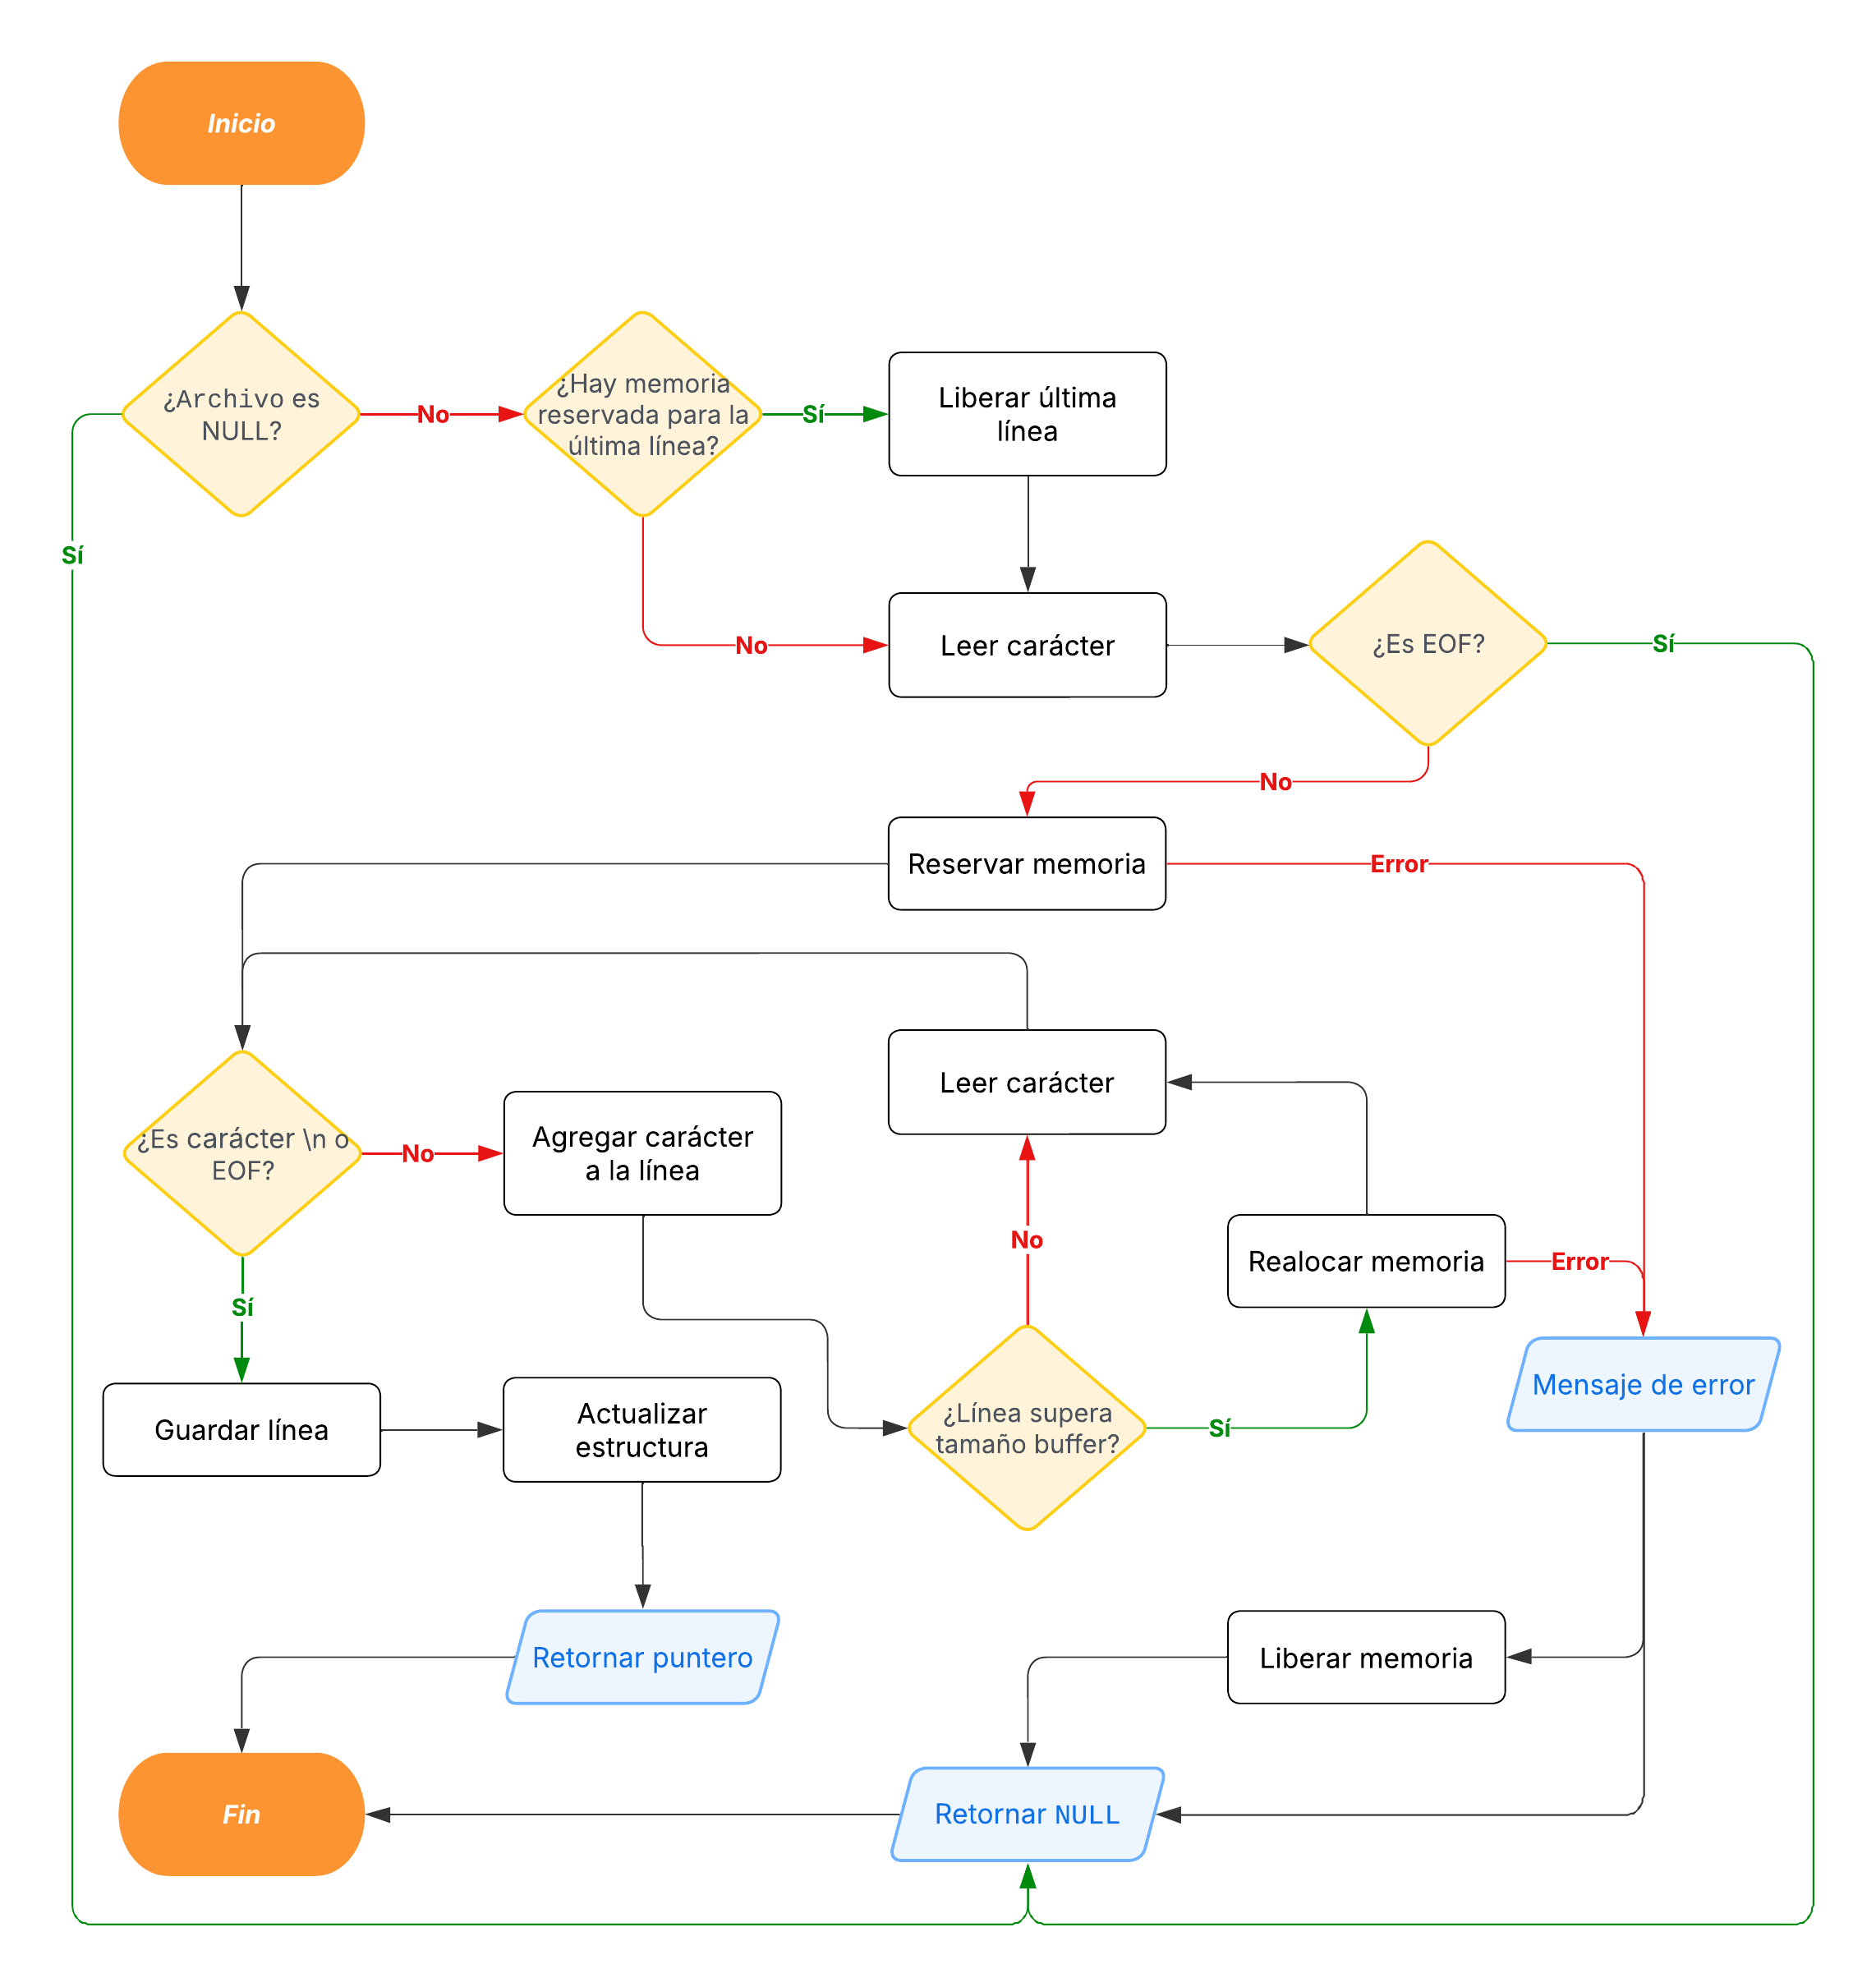 Inicio
¿Archivo es
NULL?
No
¿Hay memoria
reservada para la
última línea?
Sí
Liberar última
línea
Sí
No
Leer carácter
¿Es EOF?
Sí
No
Reservar memoria
Error
Leer carácter
¿Es carácter \n o
EOF?
No
Agregar carácter
a la línea
No
Realocar memoria
Error
Sí
Guardar línea
Actualizar
estructura
¿Línea supera
tamaño buffer?
Sí
Mensaje de error
Retornar puntero
Liberar memoria
Fin
Retornar NULL